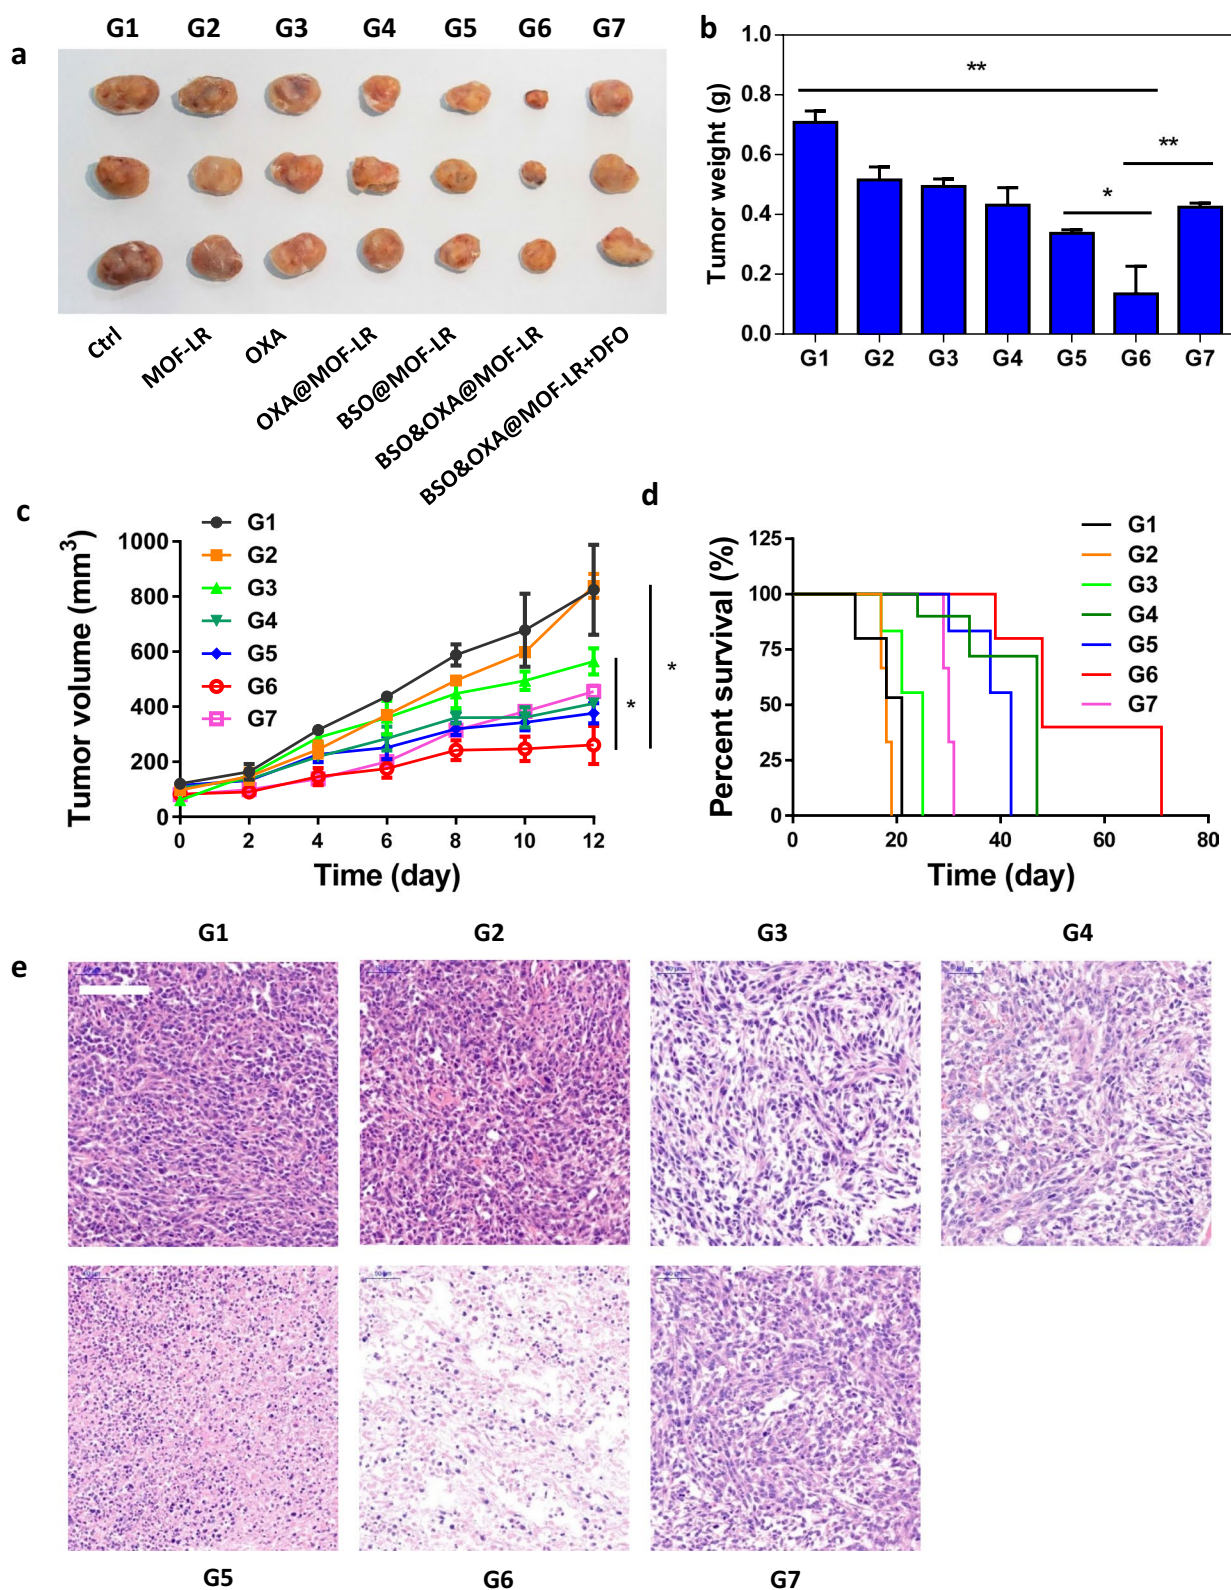 a
G1 G2 G3 G4 G5 G6 G7
Ctrl
MOF-LR
OXA
OXA@MOF-LR
BSO@MOF-LR
BSO&OXA@MOF-LR
BSO&OXA@MOF-LR+DFO
b
Tumor weight (g)
1.0
0.8
0.6
0.4
0.2
0.0
**
**
*
G1 G2 G3 G4 G5 G6 G7
c
Tumor volume (mm³)
1000
800
600
400
200
0
0 2 4 6 8 10 12
Time (day)
G1
G2
G3
G4
G5
G6
G7
*
*
d
Percent survival (%)
125
100
75
50
25
0
0 20 40 60 80
Time (day)
G1
G2
G3
G4
G5
G6
G7
e
G1 G2 G3 G4
G5 G6 G7